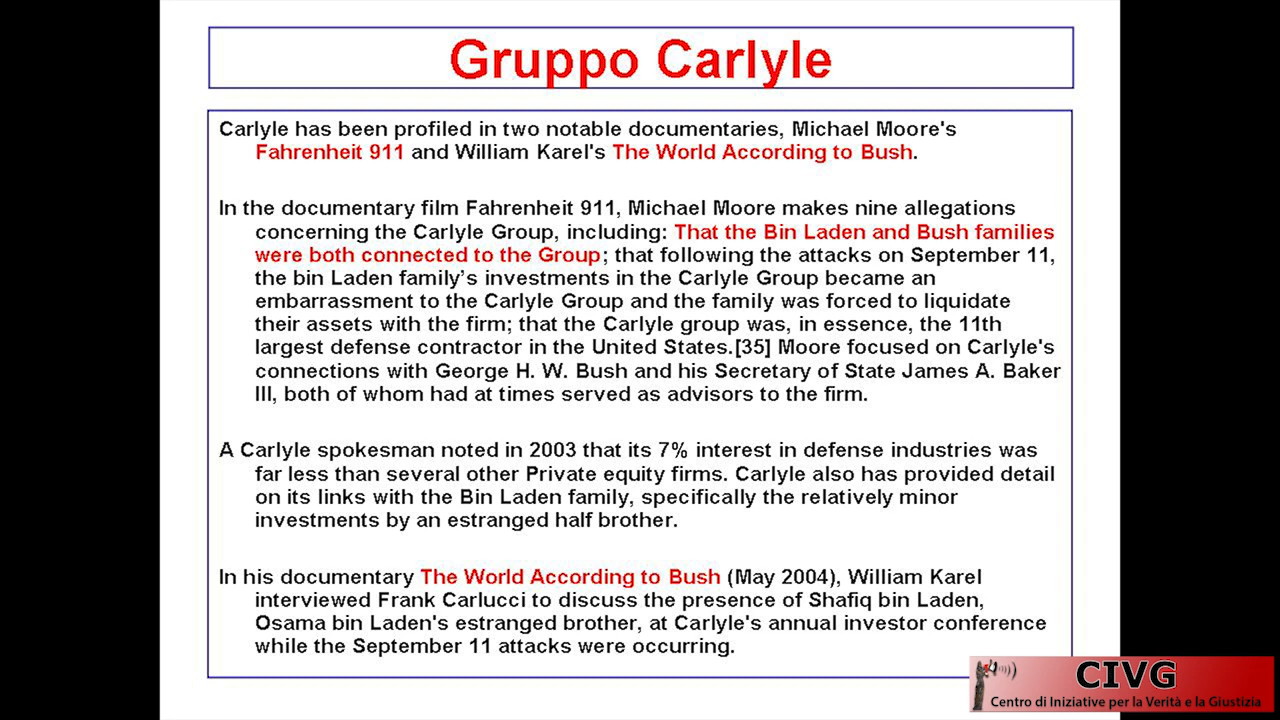 Gruppo Carlyle
Carlyle has been profiled in two notable documentaries, Michael Moore's
Fahrenheit 911 and William Karel's The World According to Bush.
In the documentary film Fahrenheit 911, Michael Moore makes nine allegations
concerning the Carlyle Group, including: That the Bin Laden and Bush families
were both connected to the Group; that following the attacks on September 11,
the bin Laden family’s investments in the Carlyle Group became an
embarrassment to the Carlyle Group and the family was forced to liquidate
their assets with the firm; that the Carlyle group was, in essence, the 11th
largest defense contractor in the United States.[35] Moore focused on Carlyle's
connections with George H. W. Bush and his Secretary of State James A. Baker
III, both of whom had at times served as advisors to the firm.
A Carlyle spokesman noted in 2003 that its 7% interest in defense industries was
far less than several other Private equity firms. Carlyle also has provided detail
on its links with the Bin Laden family, specifically the relatively minor
investments by an estranged half brother.
In his documentary The World According to Bush (May 2004), William Karel
interviewed Frank Carlucci to discuss the presence of Shafiq bin Laden,
Osama bin Laden's estranged brother, at Carlyle's annual investor conference
while the September 11 attacks were occurring.
CIVG
Centro di Iniziative per la Verità e la Giustizia